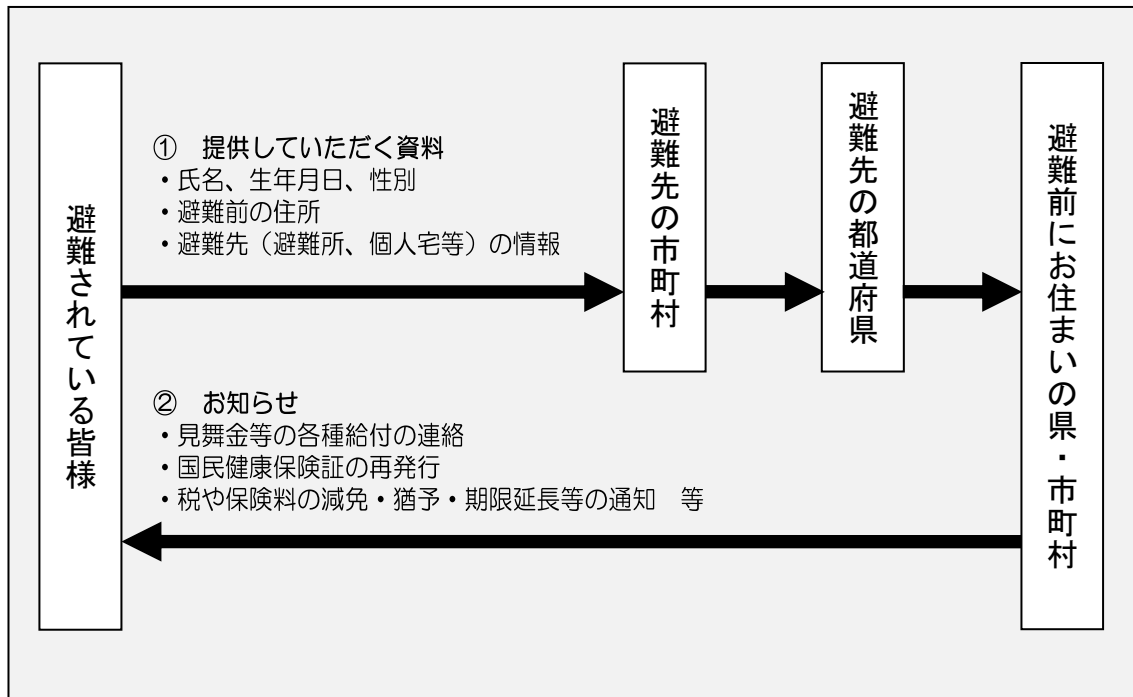 避難されている皆様
① 提供していただく資料
・氏名、生年月日、性別
・避難前の住所
・避難先（避難所、個人宅等）の情報
避難先の市町村
避難先の都道府県
避難前にお住まいの県・市町村
② お知らせ
・見舞金等の各種給付の連絡
・国民健康保険証の再発行
・税や保険料の減免・猶予・期限延長等の通知　等